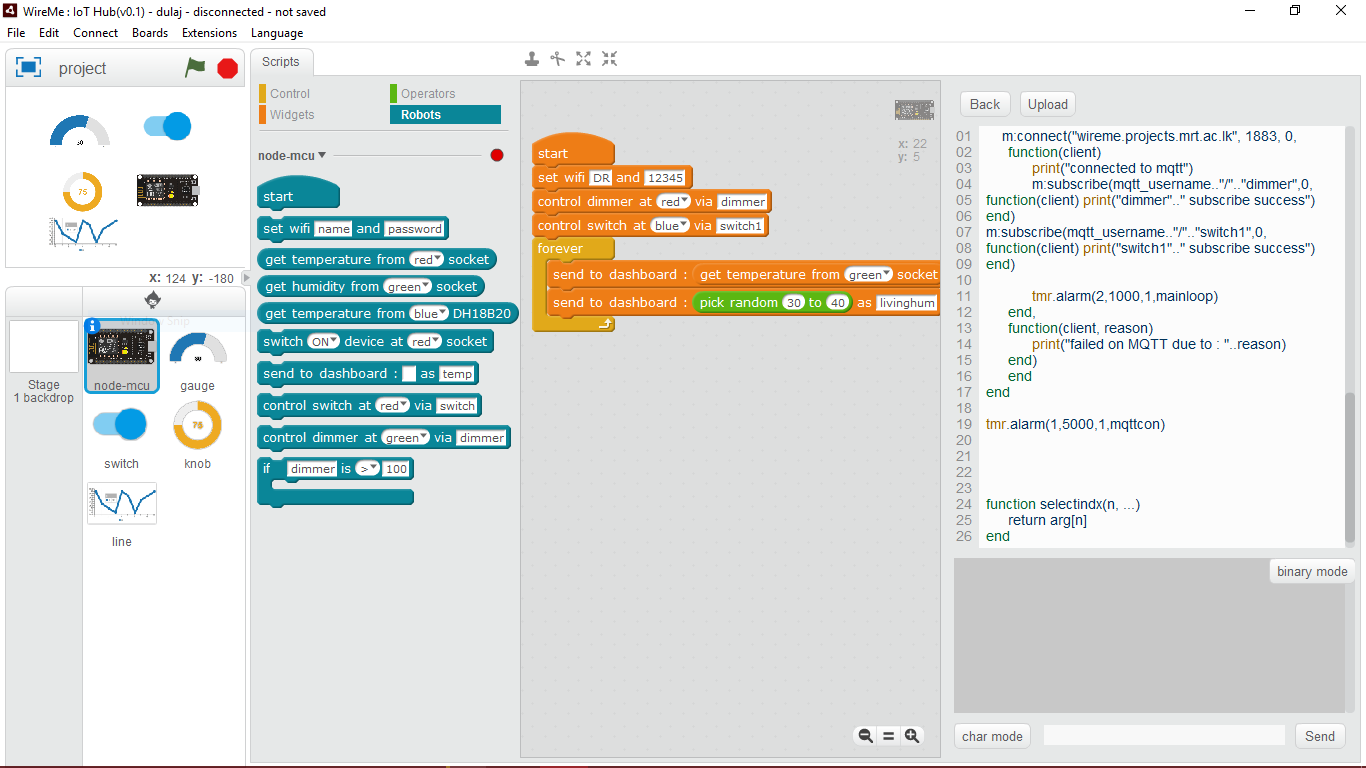 WireMe : IoT Hub(v0.1) - dulaj - disconnected - not saved
File Edit Connect Boards Extensions Language
project
x: 124 y: -180
Stage
1 backdrop
node-mcu
gauge
switch
knob
line
Scripts
Control
Operators
Widgets
Robots
node-mcu
start
set wifi name and password
get temperature from red socket
get humidity from green socket
get temperature from blue DH18B20
switch ON device at red socket
send to dashboard : as temp
control switch at red via switch
control dimmer at green via dimmer
if dimmer is > 100
x: 22
y: 5
start
set wifi DR and 12345
control dimmer at red via dimmer
control switch at blue via switch1
forever
send to dashboard : get temperature from green socket
send to dashboard : pick random 30 to 40 as livinghum
Back
Upload
01 m:connect("wireme.projects.mrt.ac.lk", 1883, 0,
02 function(client)
03 print("connected to mqtt")
04 m:subscribe(mqtt_username.."/".."dimmer",0,
05 function(client) print("dimmer".." subscribe success")
06 end)
07 m:subscribe(mqtt_username.."/".."switch1",0,
08 function(client) print("switch1".." subscribe success")
09 end)
10
11 tmr.alarm(2,1000,1,mainloop)
12 end,
13 function(client, reason)
14 print("failed on MQTT due to : "..reason)
15 end)
16 end
17 end
18
19 tmr.alarm(1,5000,1,mqttcon)
20
21
22
23
24 function selectindx(n, ...)
25 return arg[n]
26 end
binary mode
char mode
Send